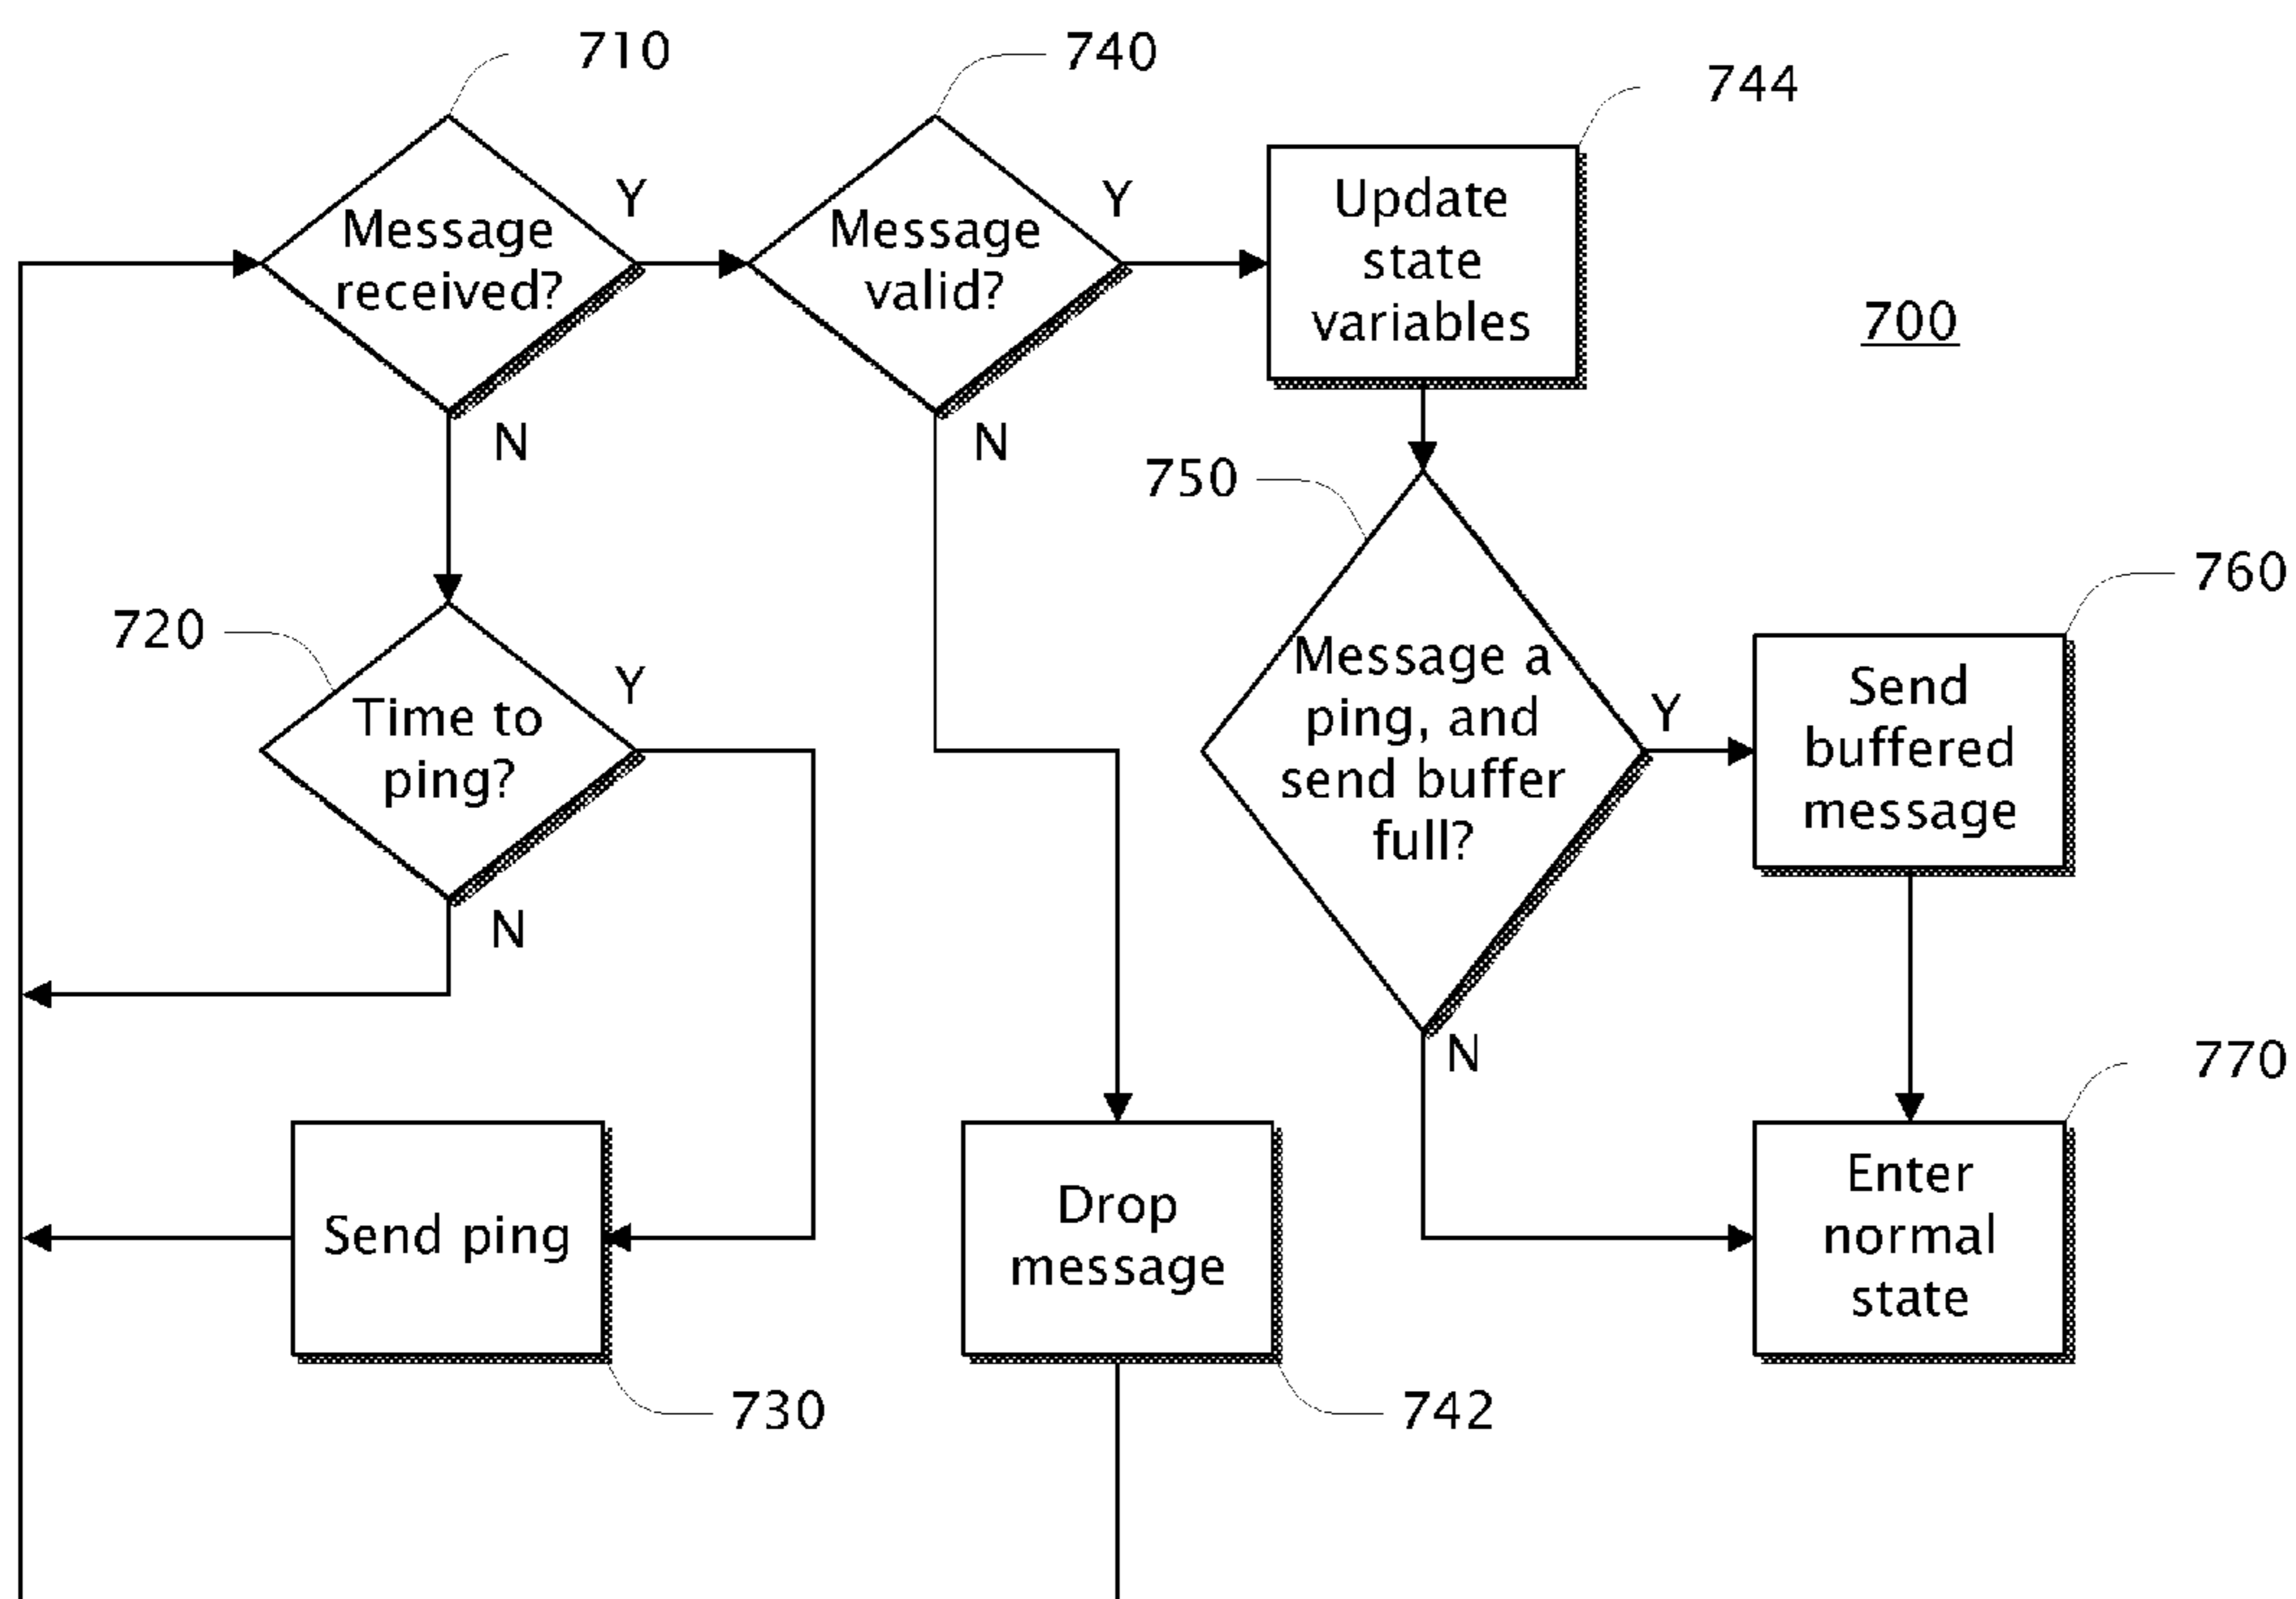 710
740
744
Message
received?
Y
Message
valid?
Y
Update
state
variables
700
N
N
720
Time to
ping?
Y
N
750
Message a
ping, and
send buffer
full?
Y
N
760
Send
buffered
message
770
Send ping
730
Drop
message
742
Enter
normal
state